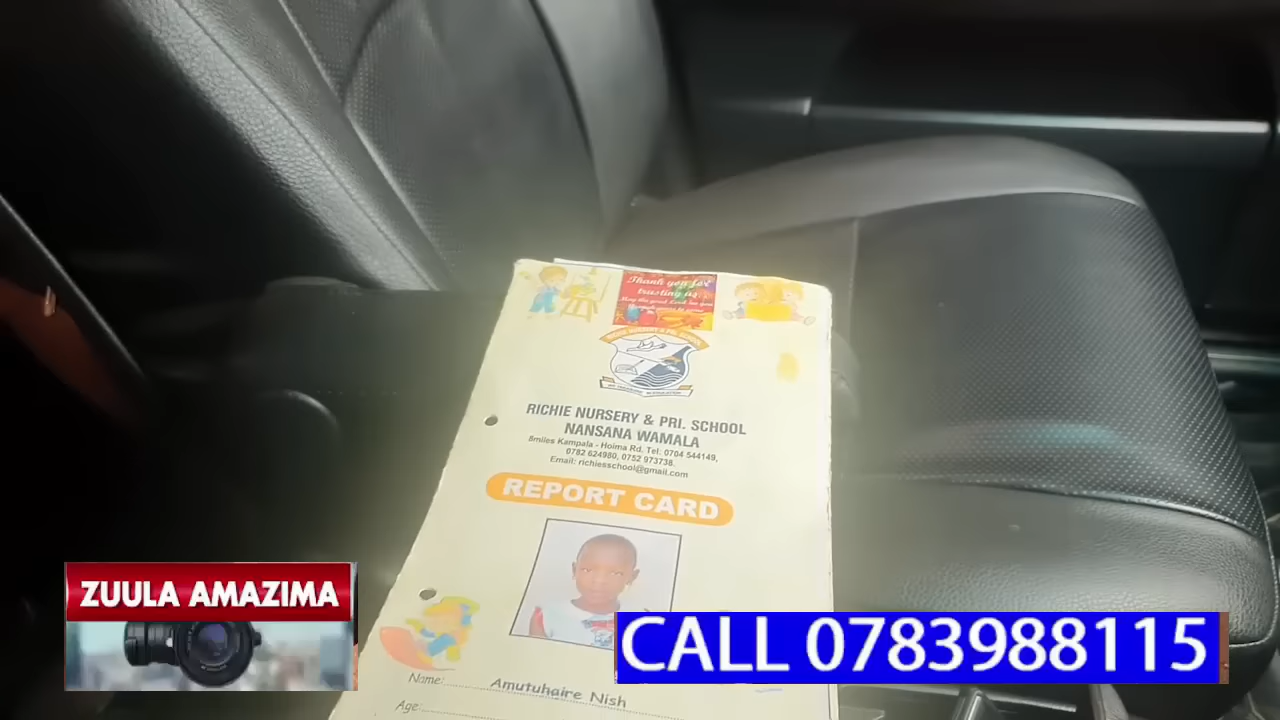 Thank you for
trusting us
RICHIE NURSERY & PRI. SCHOOL
NANSANA WAMALA
8miles Kampala - Hoima Rd. Tel: 0704 544149,
0782 624980, 0752 973738.
Email: richiesschool@gmail.com
REPORT CARD
Name: Amutuhaire Nish
Age:
ZUULA AMAZIMA
CALL 0783988115